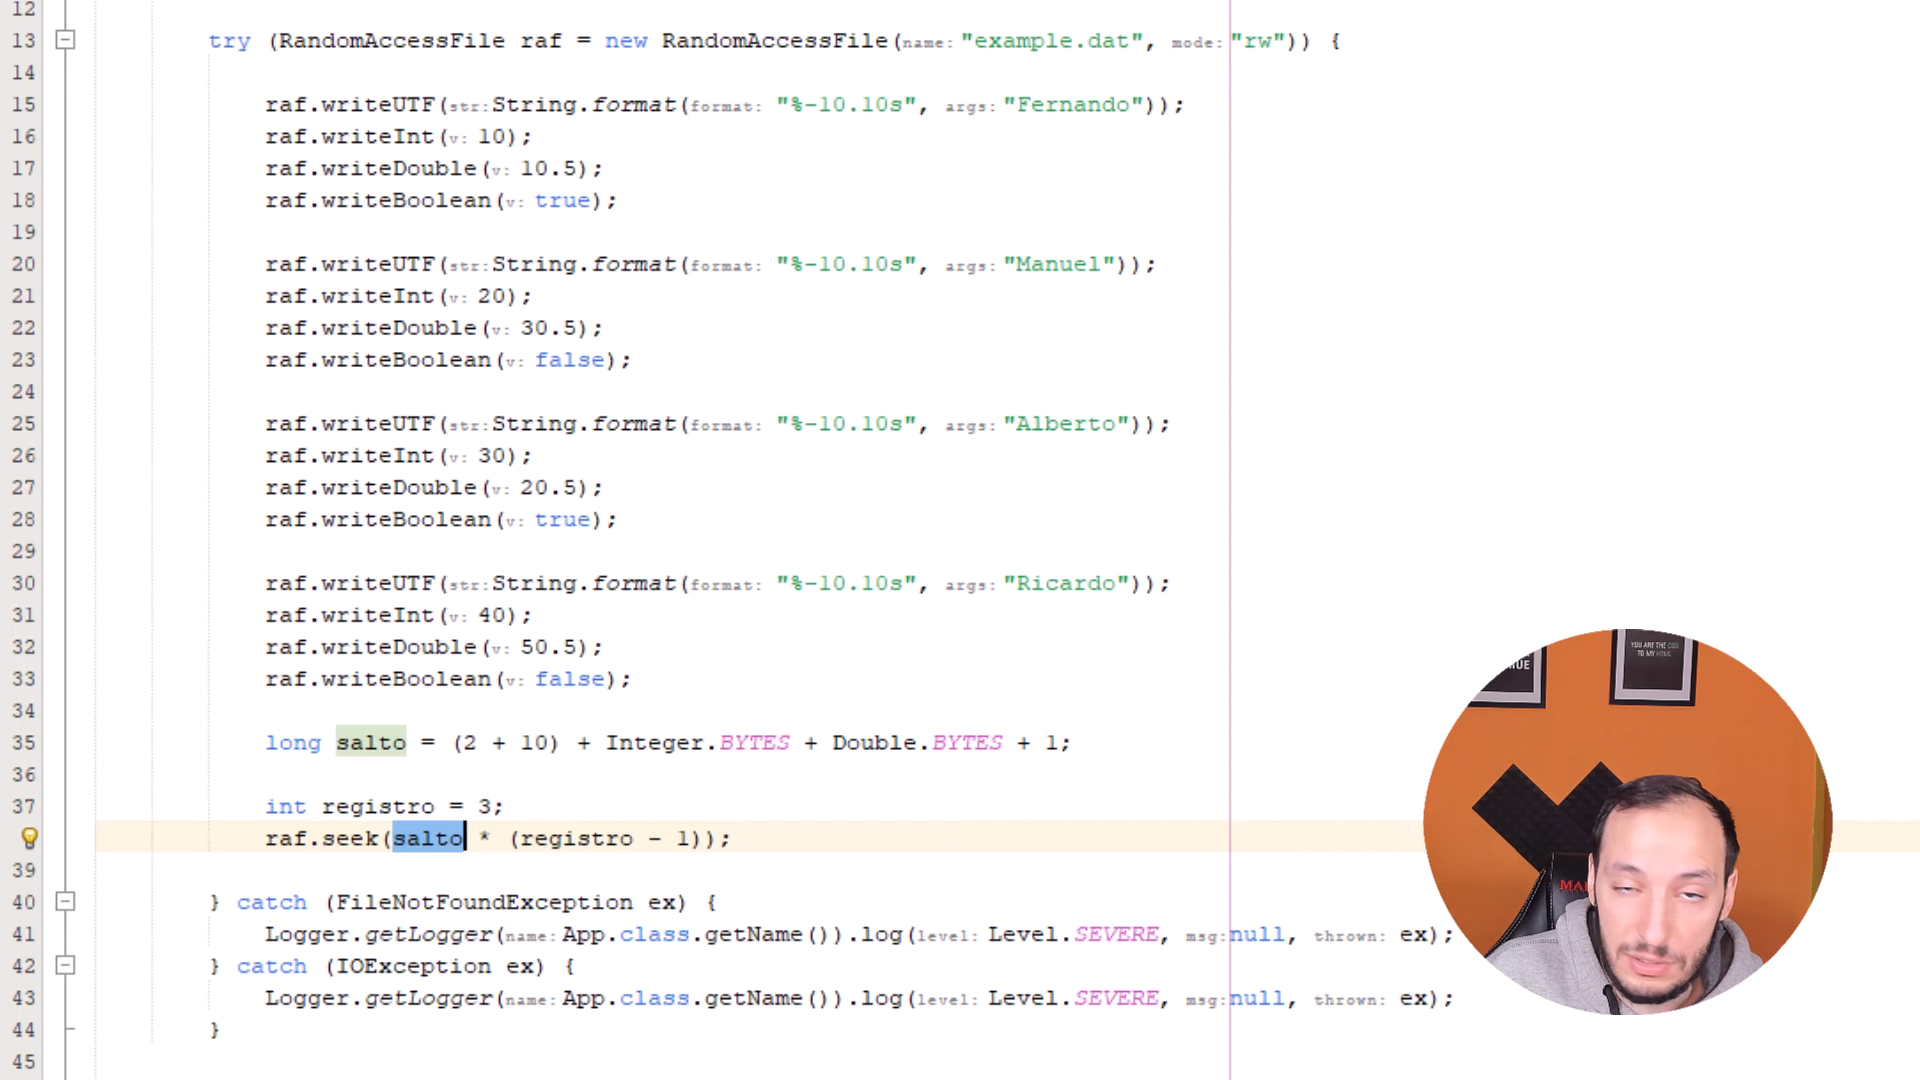 12
13 try (RandomAccessFile raf = new RandomAccessFile(name: "example.dat", mode: "rw")) {
14
15 raf.writeUTF(str: String.format(format: "%-10.10s", args: "Fernando"));
16 raf.writeInt(v: 10);
17 raf.writeDouble(v: 10.5);
18 raf.writeBoolean(v: true);
19
20 raf.writeUTF(str: String.format(format: "%-10.10s", args: "Manuel"));
21 raf.writeInt(v: 20);
22 raf.writeDouble(v: 30.5);
23 raf.writeBoolean(v: false);
24
25 raf.writeUTF(str: String.format(format: "%-10.10s", args: "Alberto"));
26 raf.writeInt(v: 30);
27 raf.writeDouble(v: 20.5);
28 raf.writeBoolean(v: true);
29
30 raf.writeUTF(str: String.format(format: "%-10.10s", args: "Ricardo"));
31 raf.writeInt(v: 40);
32 raf.writeDouble(v: 50.5);
33 raf.writeBoolean(v: false);
34
35 long salto = (2 + 10) + Integer.BYTES + Double.BYTES + 1;
36
37 int registro = 3;
raf.seek(salto * (registro - 1));
39
40 } catch (FileNotFoundException ex) {
41 Logger.getLogger(name: App.class.getName()).log(level: Level.SEVERE, msg: null, thrown: ex);
42 } catch (IOException ex) {
43 Logger.getLogger(name: App.class.getName()).log(level: Level.SEVERE, msg: null, thrown: ex);
44 }
45
YOU ARE THE CSS
TO MY HTML